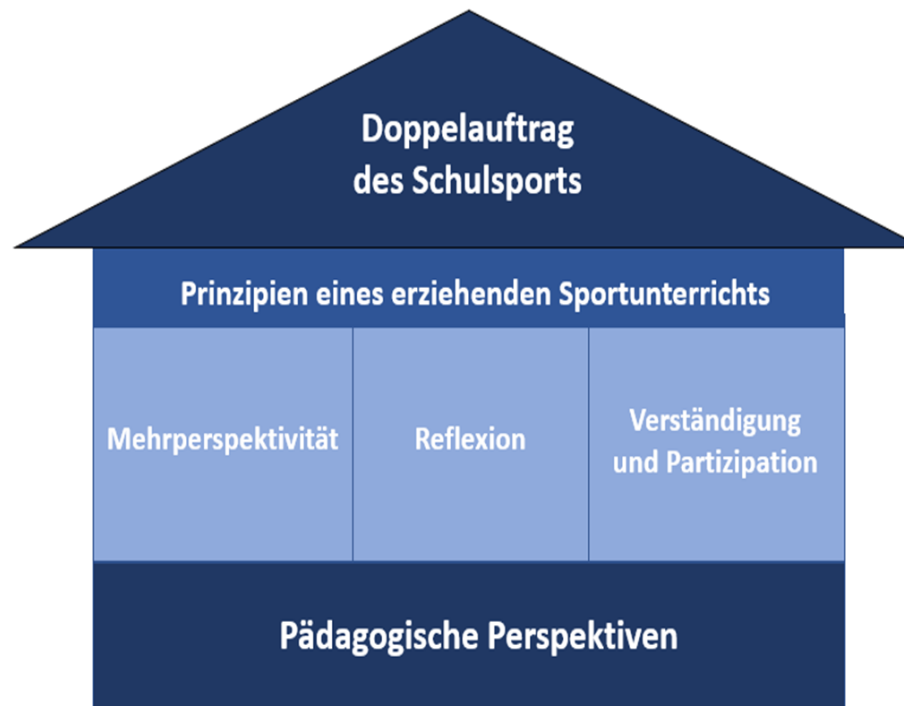 Doppelauftrag
des Schulsports
Prinzipien eines erziehenden Sportunterrichts
Mehrperspektivität
Reflexion
Verständigung
und Partizipation
Pädagogische Perspektiven